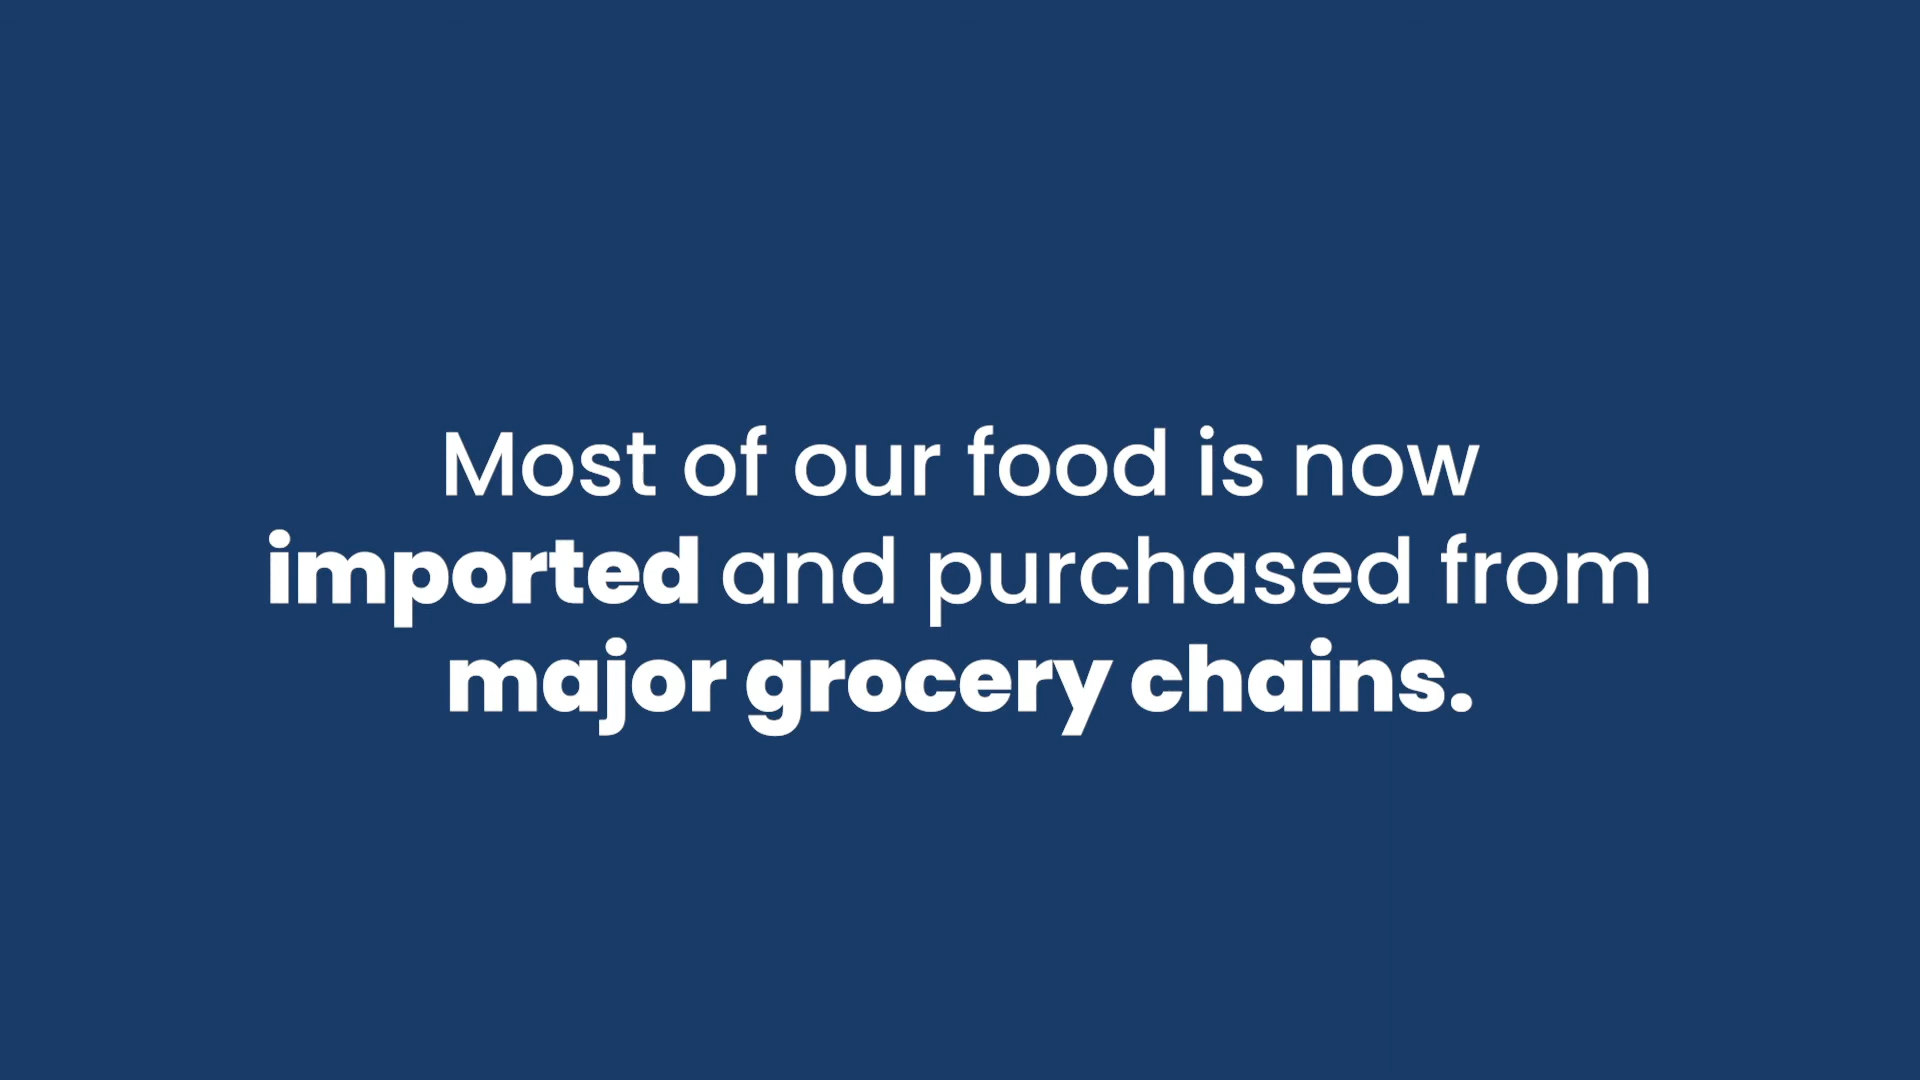 Most of our food is now
imported and purchased from
major grocery chains.